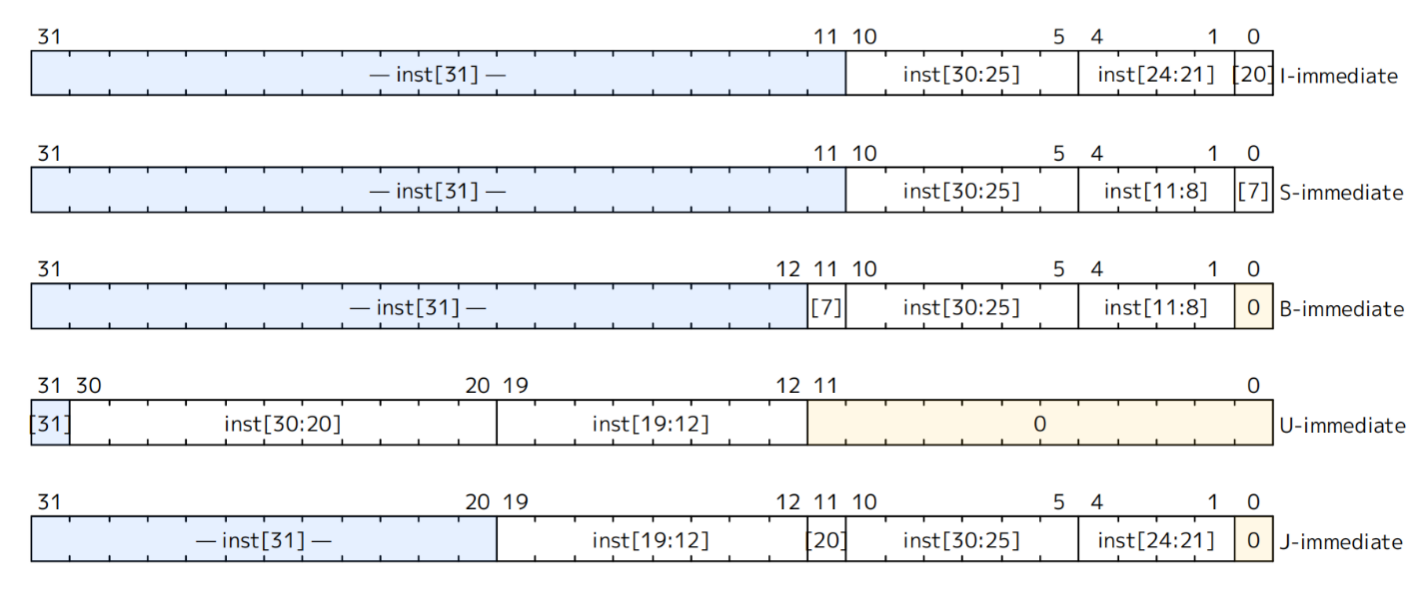 31 11 10 5 4 1 0
— inst[31] — inst[30:25] inst[24:21] [20] I-immediate
31 11 10 5 4 1 0
— inst[31] — inst[30:25] inst[11:8] [7] S-immediate
31 12 11 10 5 4 1 0
— inst[31] — [7] inst[30:25] inst[11:8] 0 B-immediate
31 30 20 19 12 11 0
[31] inst[30:20] inst[19:12] 0 U-immediate
31 20 19 12 11 10 5 4 1 0
— inst[31] — inst[19:12] [20] inst[30:25] inst[24:21] 0 J-immediate